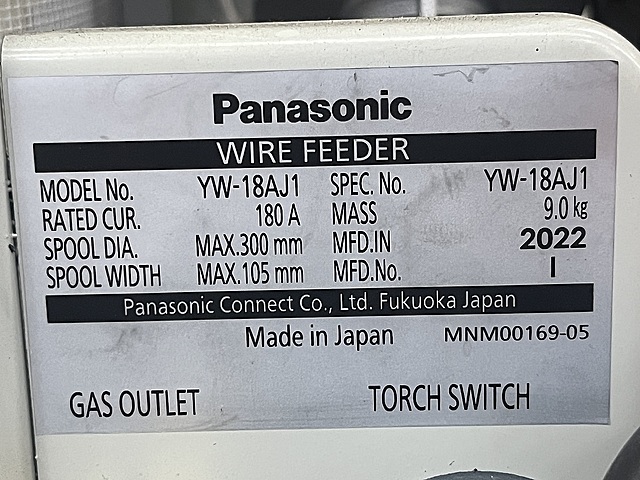 Panasonic
WIRE FEEDER
MODEL No. YW-18AJ1 SPEC. No. YW-18AJ1
RATED CUR. 180 A MASS 9.0 kg
SPOOL DIA. MAX.300 mm MFD.IN 2022
SPOOL WIDTH MAX.105 mm MFD.No. I
Panasonic Connect Co., Ltd. Fukuoka Japan
Made in Japan MNM00169-05
GAS OUTLET TORCH SWITCH